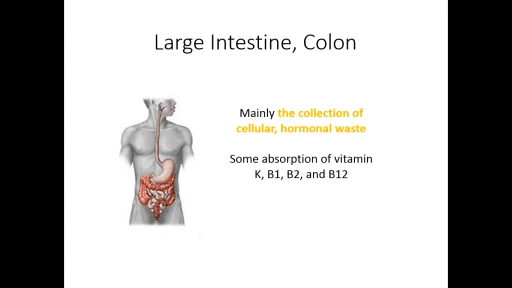 Large Intestine, Colon
Mainly the collection of
cellular, hormonal waste
Some absorption of vitamin
K, B1, B2, and B12